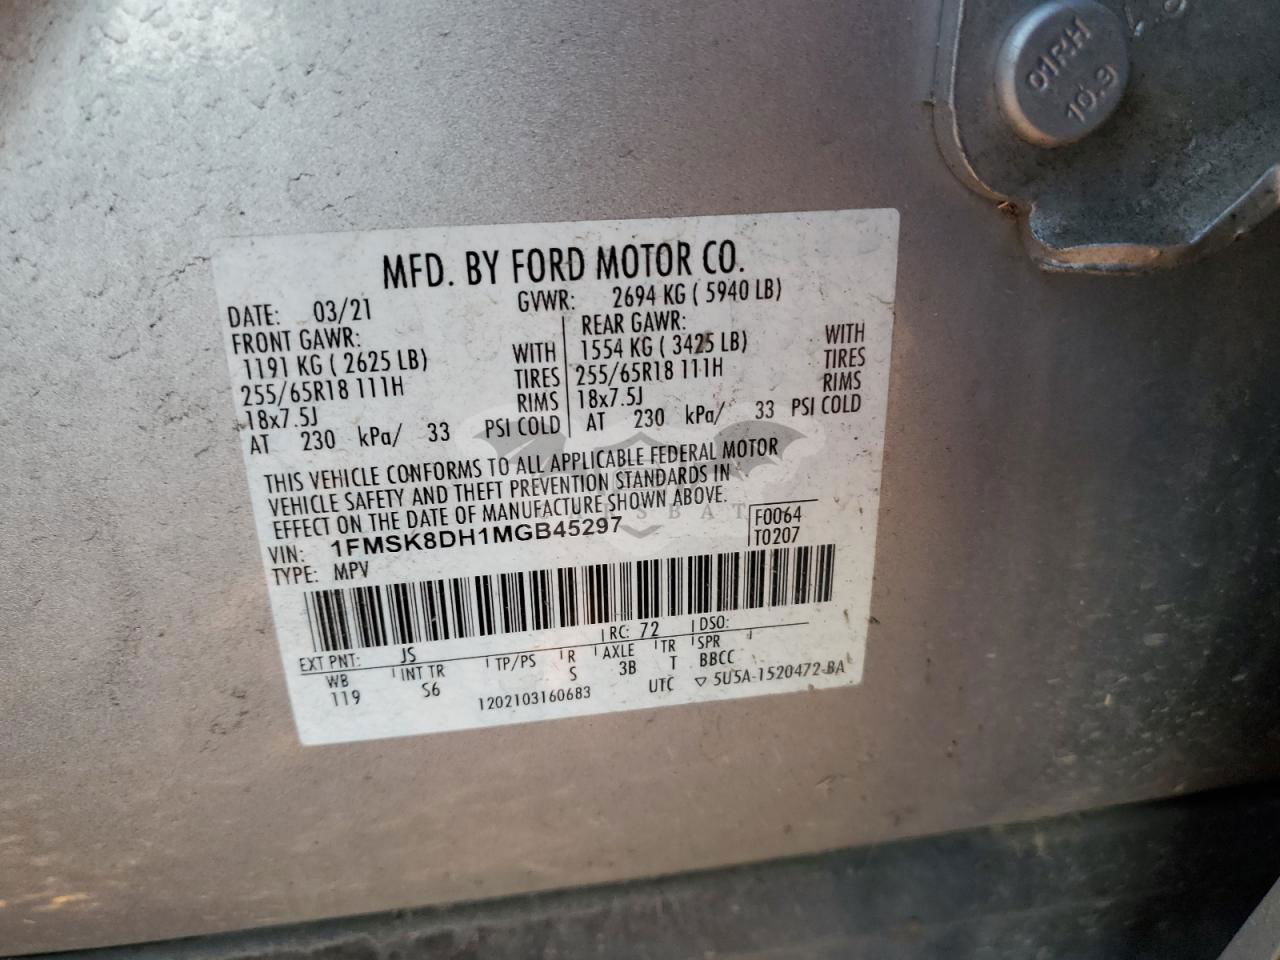 01RH
10.9
MFD. BY FORD MOTOR CO.
DATE: 03/21 GVWR: 2694 KG ( 5940 LB)
FRONT GAWR: REAR GAWR:
1191 KG ( 2625 LB) WITH 1554 KG ( 3425 LB) WITH
255/65R18 111H TIRES 255/65R18 111H TIRES
18x7.5J RIMS 18x7.5J RIMS
AT 230 kPa/ 33 PSI COLD AT 230 kPa/ 33 PSI COLD
THIS VEHICLE CONFORMS TO ALL APPLICABLE FEDERAL MOTOR
VEHICLE SAFETY AND THEFT PREVENTION STANDARDS IN
EFFECT ON THE DATE OF MANUFACTURE SHOWN ABOVE.
VIN: 1FMSK8DH1MGB45297 F0064
TYPE: MPV T0207
EXT PNT: JS RC: 72 DSO:
WB INT TR TP/PS R AXLE TR SPR
119 S6 S 3B T BBCC
1202103160683 UTC ▽ 5U5A-1520472-BA